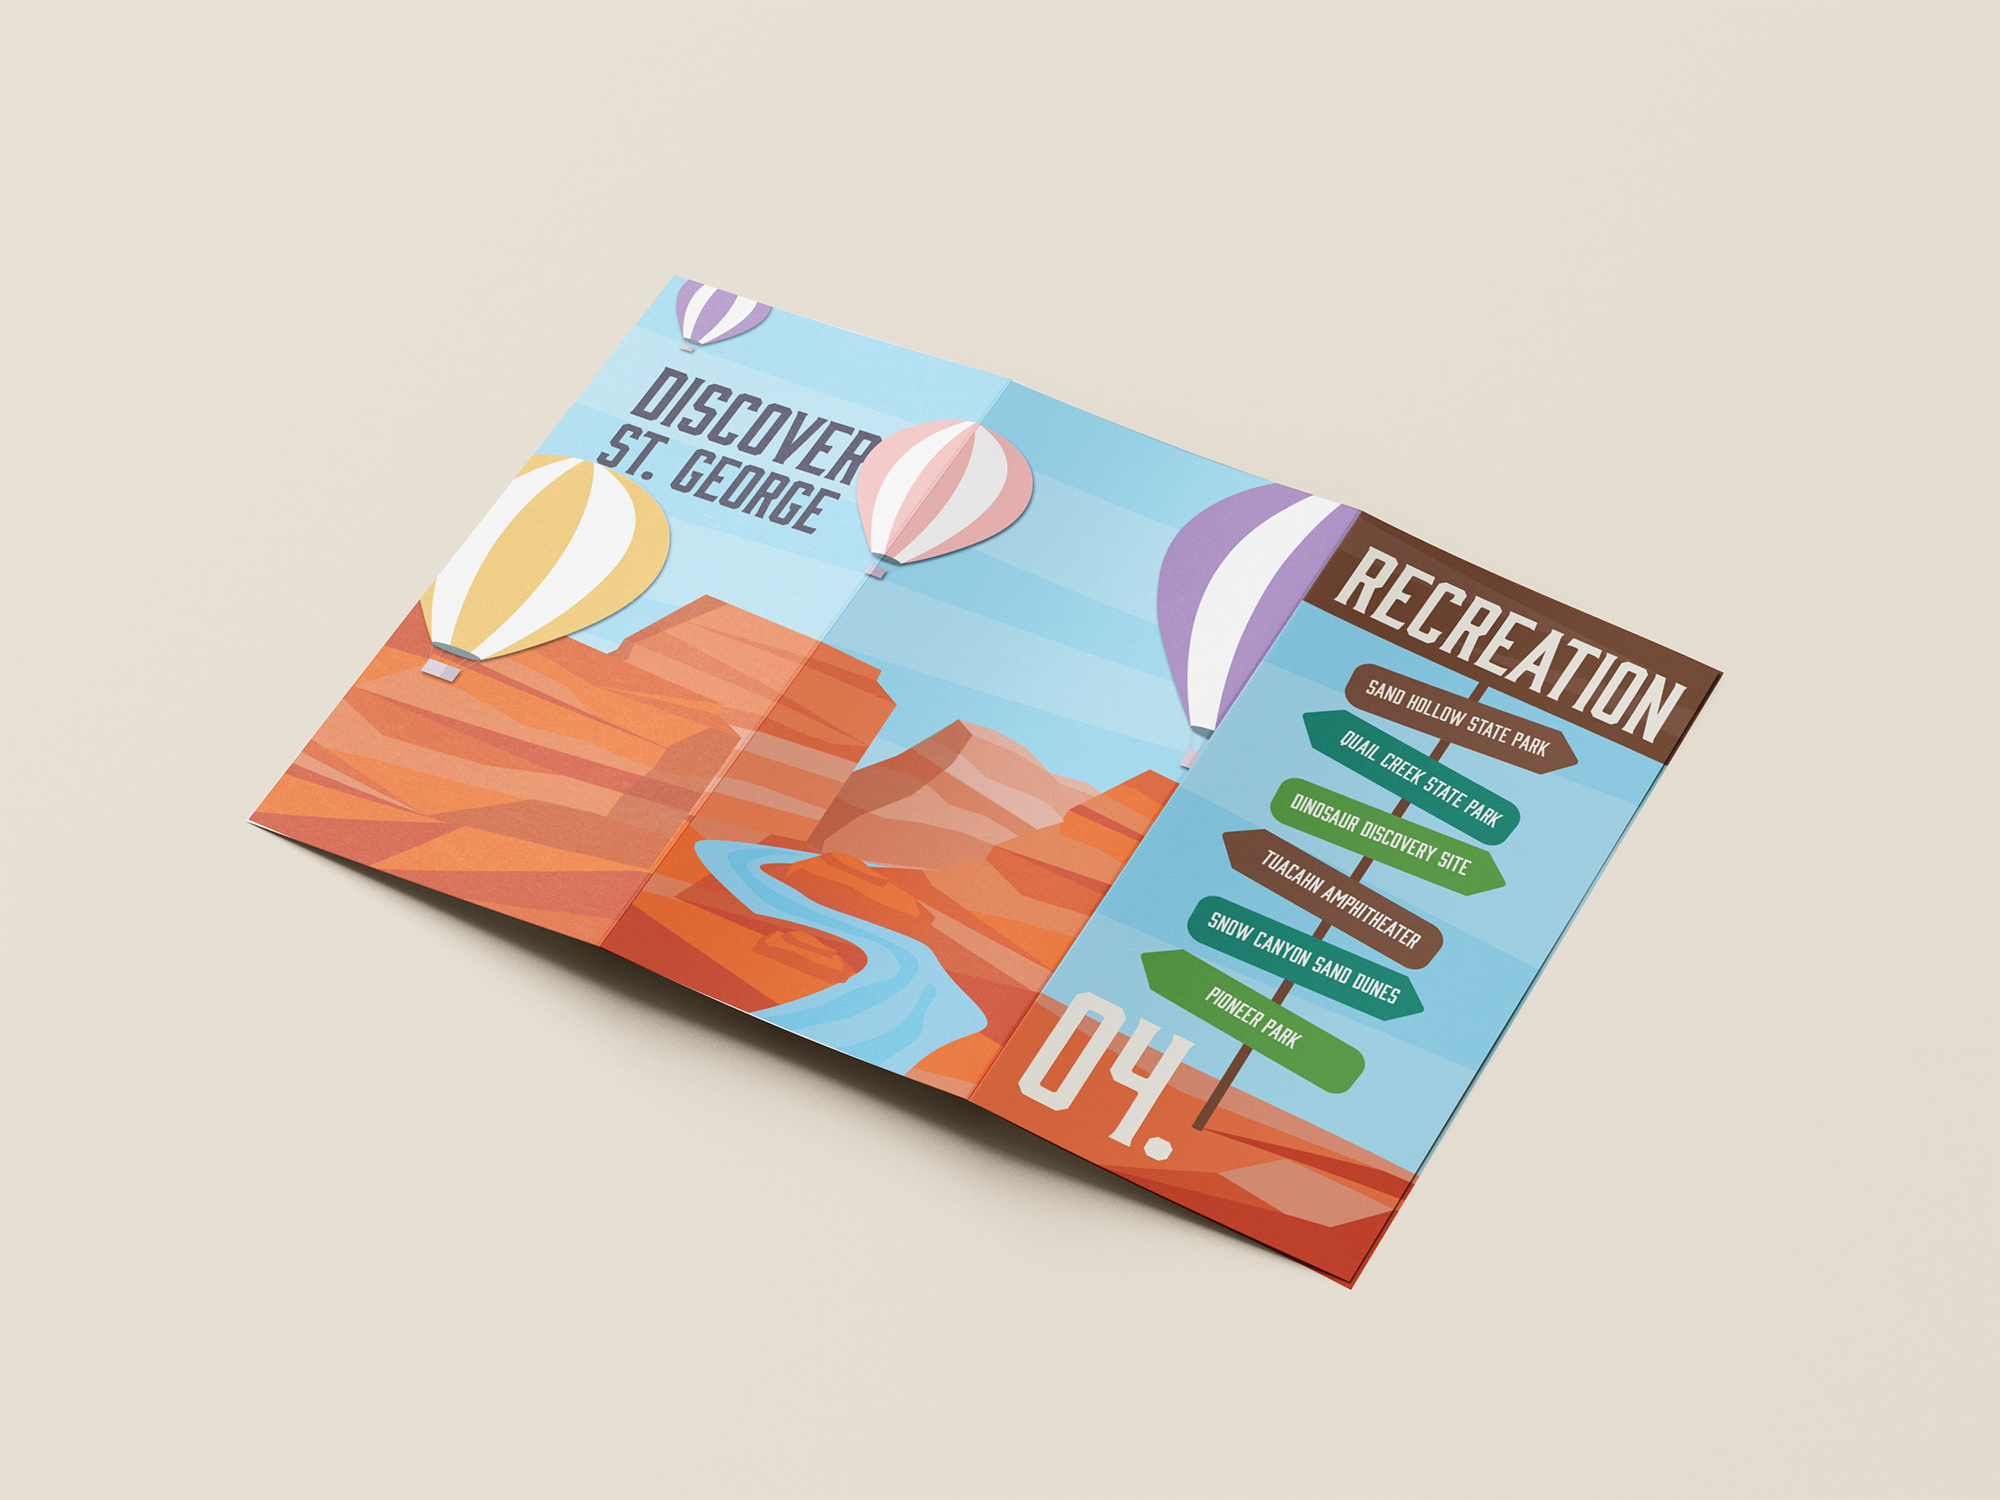 DISCOVER
ST. GEORGE
RECREATION
SAND HOLLOW STATE PARK
QUAIL CREEK STATE PARK
DINOSAUR DISCOVERY SITE
TUACAHN AMPHITHEATER
SNOW CANYON SAND DUNES
PIONEER PARK
04.